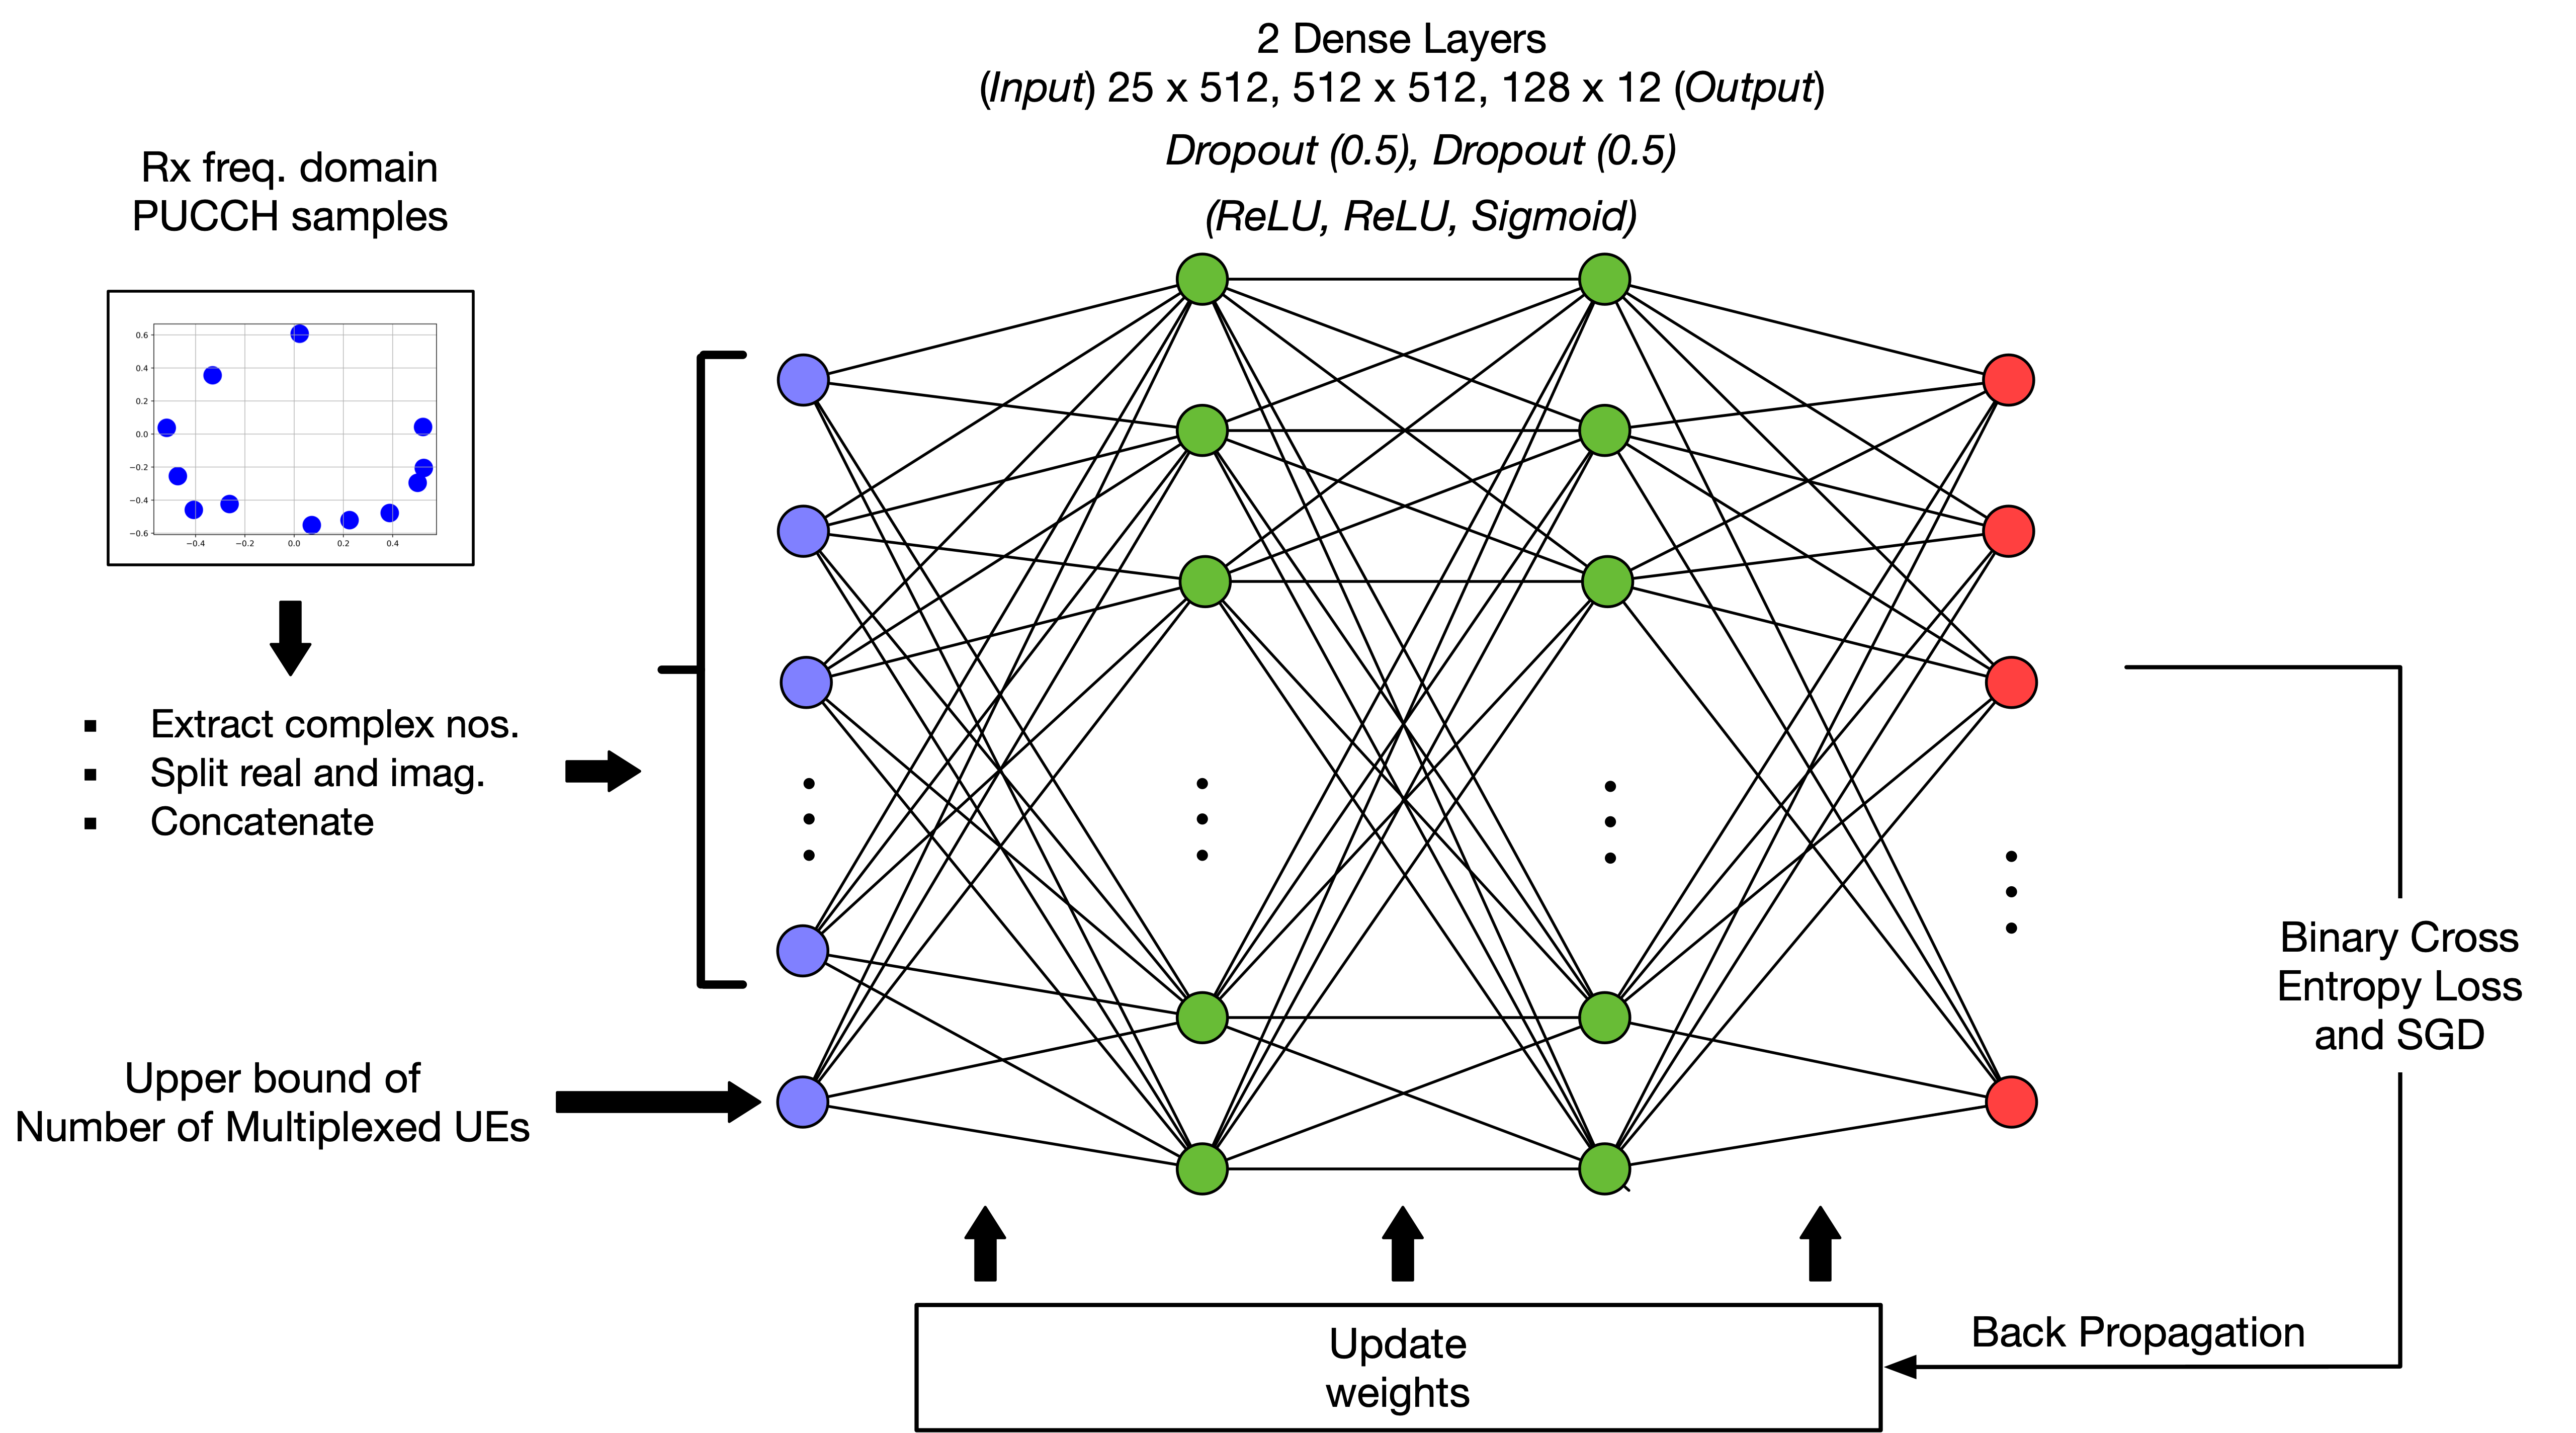 2 Dense Layers
(Input) 25 x 512, 512 x 512, 128 x 12 (Output)
Dropout (0.5), Dropout (0.5)
(ReLU, ReLU, Sigmoid)
Rx freq. domain
PUCCH samples
0.6
0.4
0.2
0.0
−0.2
−0.4
−0.6
−0.4 −0.2 0.0 0.2 0.4
▪ Extract complex nos.
▪ Split real and imag.
▪ Concatenate
Upper bound of
Number of Multiplexed UEs
Binary Cross
Entropy Loss
and SGD
Back Propagation
Update
weights